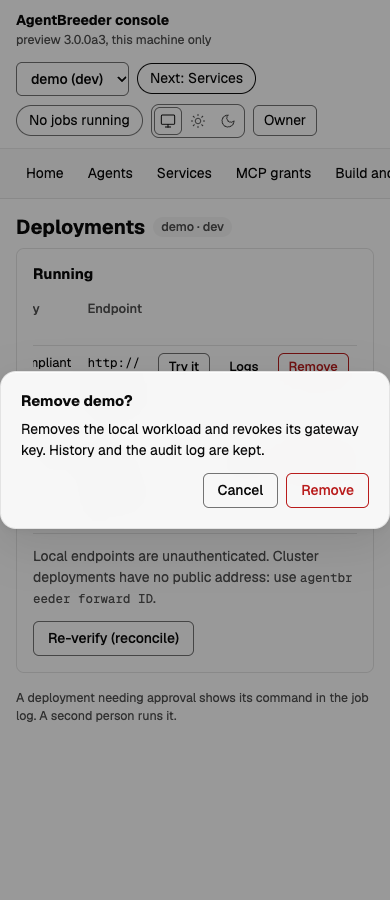 AgentBreeder console
preview 3.0.0a3, this machine only
demo (dev)
Next: Services
No jobs running
Owner
Home Agents Services MCP grants Build
Deployments demo · dev
Running
y Endpoint
http://
Try it Logs Remove
Remove demo?
Removes the local workload and revokes its gateway
key. History and the audit log are kept.
Cancel Remove
Local endpoints are unauthenticated. Cluster
deployments have no public address: use agentbr
eeder forward ID.
Re-verify (reconcile)
A deployment needing approval shows its command in the job
log. A second person runs it.